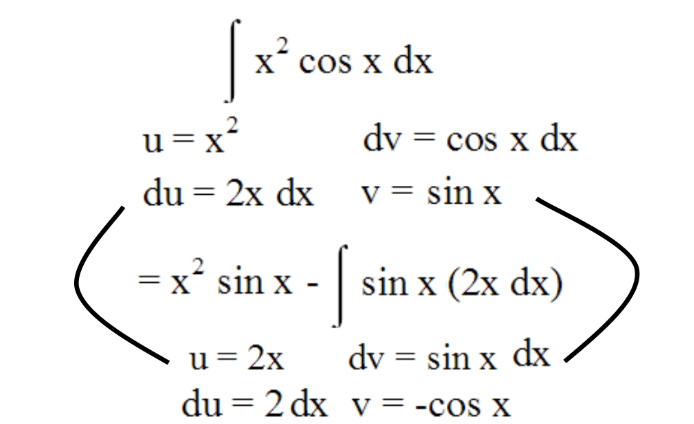 ∫ x² cos x dx
u = x² dv = cos x dx
du = 2x dx v = sin x
= x² sin x - ∫ sin x (2x dx)
u = 2x dv = sin x dx
du = 2 dx v = -cos x